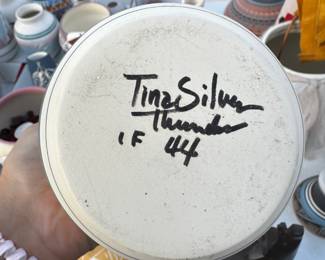 Tina Silver
Thunder
IF 44